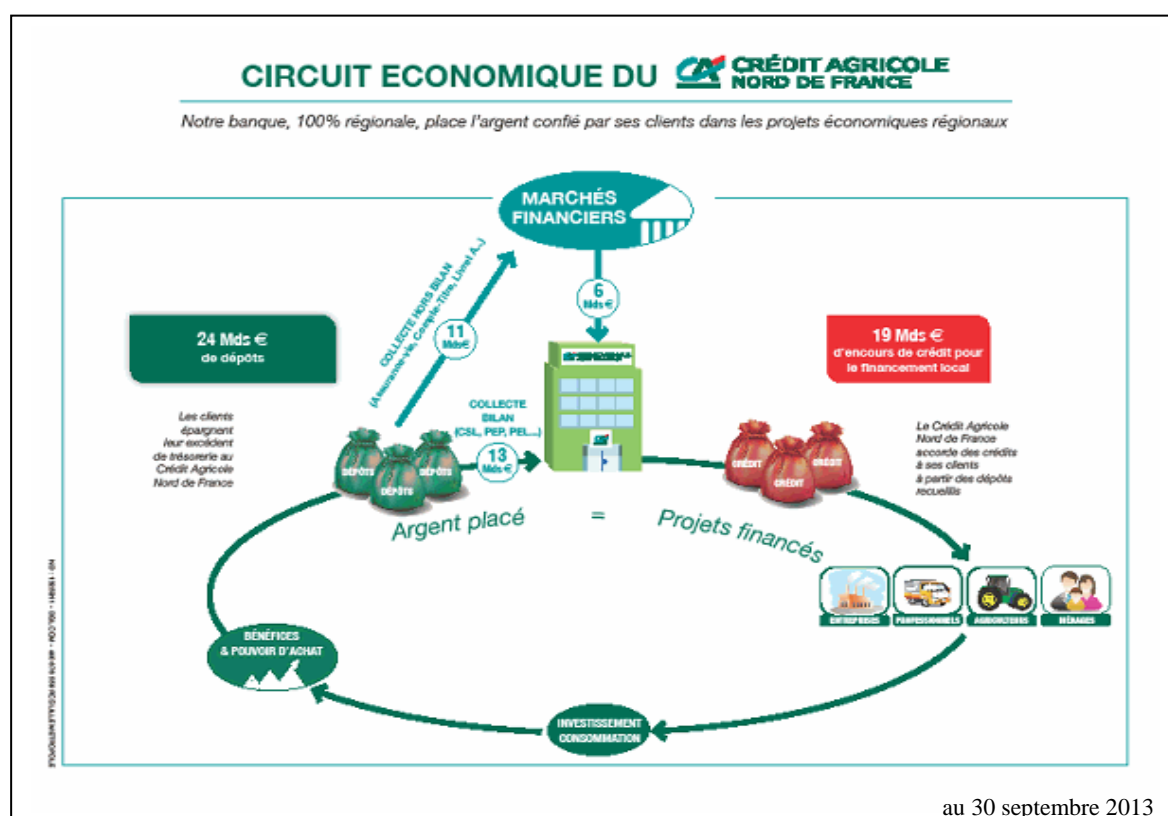 CIRCUIT ECONOMIQUE DU CRÉDIT AGRICOLE
NORD DE FRANCE
Notre banque, 100% régionale, place l'argent confié par ses clients dans les projets économiques régionaux
MARCHÉS
FINANCIERS
COLLECTE HORS BILAN
(Assurance-vie, Compte-Titre, Livret A...)
11
Mds€
6
Mds €
24 Mds €
de dépôts
19 Mds €
d'encours de crédit pour
le financement local
Les clients
épargnent
leur excédent
de trésorerie au
Crédit Agricole
Nord de France
COLLECTE
BILAN
(CSL, PEP, PEL...)
13
Mds €
DÉPÔTS
DÉPÔTS
DÉPÔTS
CRÉDIT
CRÉDIT
CRÉDIT
Le Crédit Agricole
Nord de France
accorde des crédits
à ses clients
à partir des dépôts
recueillis
Argent placé = Projets financés
ENTREPRISES
PROFESSIONNELS
AGRICULTEURS
MÉNAGES
BÉNÉFICES
& POUVOIR D'ACHAT
INVESTISSEMENT
CONSOMMATION
au 30 septembre 2013